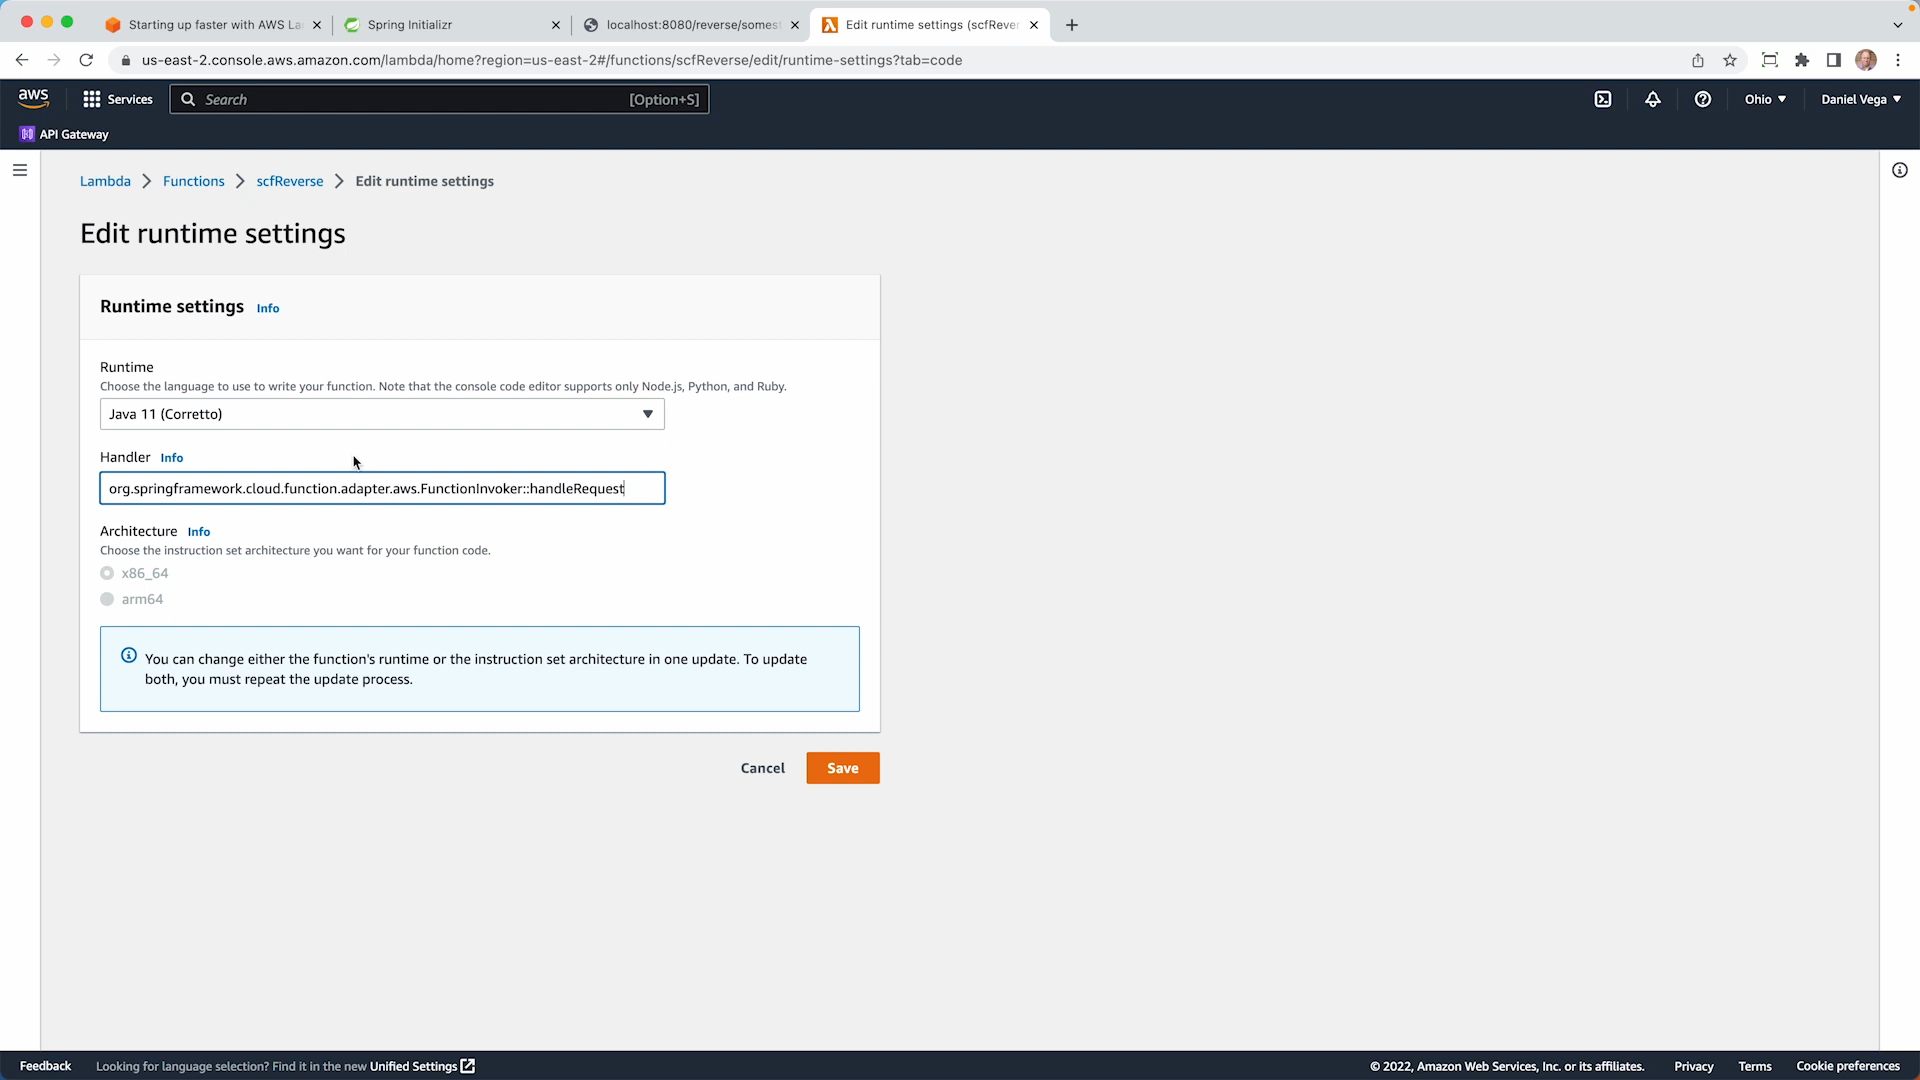 Starting up faster with AWS La
Spring Initializr
localhost:8080/reverse/somest
Edit runtime settings (scfRever
us-east-2.console.aws.amazon.com/lambda/home?region=us-east-2#/functions/scfReverse/edit/runtime-settings?tab=code
aws
Services
Search
[Option+S]
Ohio
Daniel Vega
API Gateway
Lambda
Functions
scfReverse
Edit runtime settings
Edit runtime settings
Runtime settings Info
Runtime
Choose the language to use to write your function. Note that the console code editor supports only Node.js, Python, and Ruby.
Java 11 (Corretto)
Handler Info
org.springframework.cloud.function.adapter.aws.FunctionInvoker::handleRequest
Architecture Info
Choose the instruction set architecture you want for your function code.
x86_64
arm64
You can change either the function's runtime or the instruction set architecture in one update. To update
both, you must repeat the update process.
Cancel
Save
Feedback
Looking for language selection? Find it in the new Unified Settings
© 2022, Amazon Web Services, Inc. or its affiliates.
Privacy
Terms
Cookie preferences